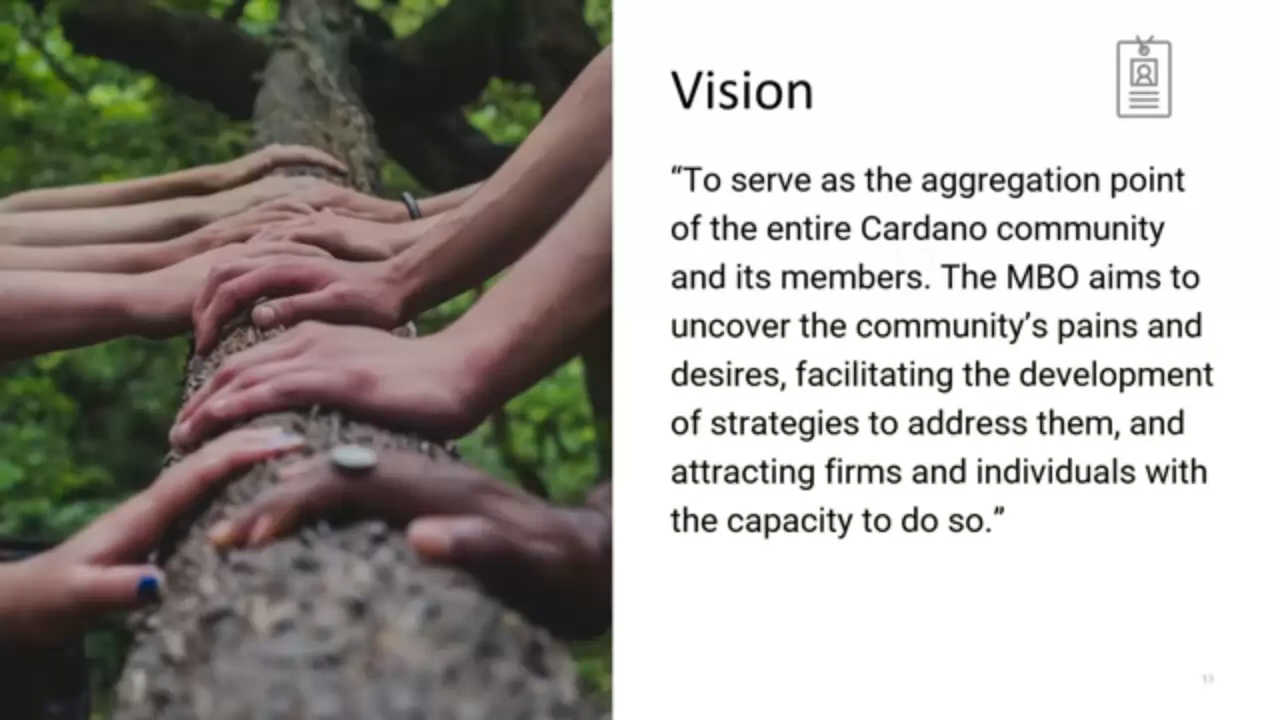 Vision
“To serve as the aggregation point
of the entire Cardano community
and its members. The MBO aims to
uncover the community’s pains and
desires, facilitating the development
of strategies to address them, and
attracting firms and individuals with
the capacity to do so.”
13